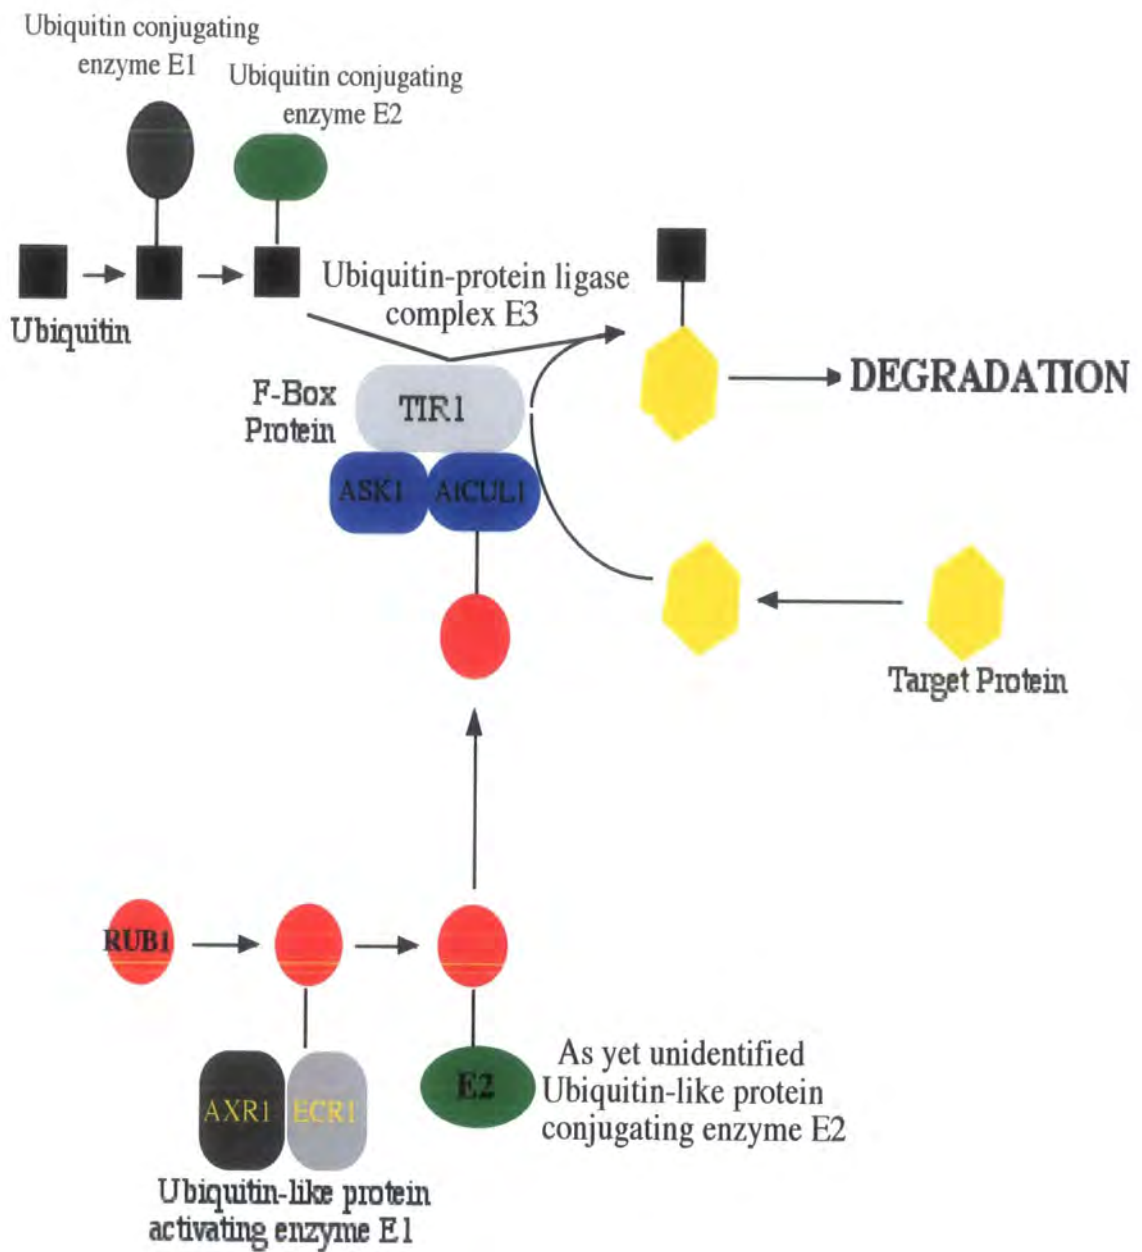 Ubiquitin conjugating
enzyme E1
Ubiquitin conjugating
enzyme E2
Ubiquitin
Ubiquitin-protein ligase
complex E3
F-Box
Protein
TIR1
ASK1
AtCUL1
DEGRADATION
Target Protein
RUB1
AXR1
ECR1
E2
As yet unidentified
Ubiquitin-like protein
conjugating enzyme E2
Ubiquitin-like protein
activating enzyme E1